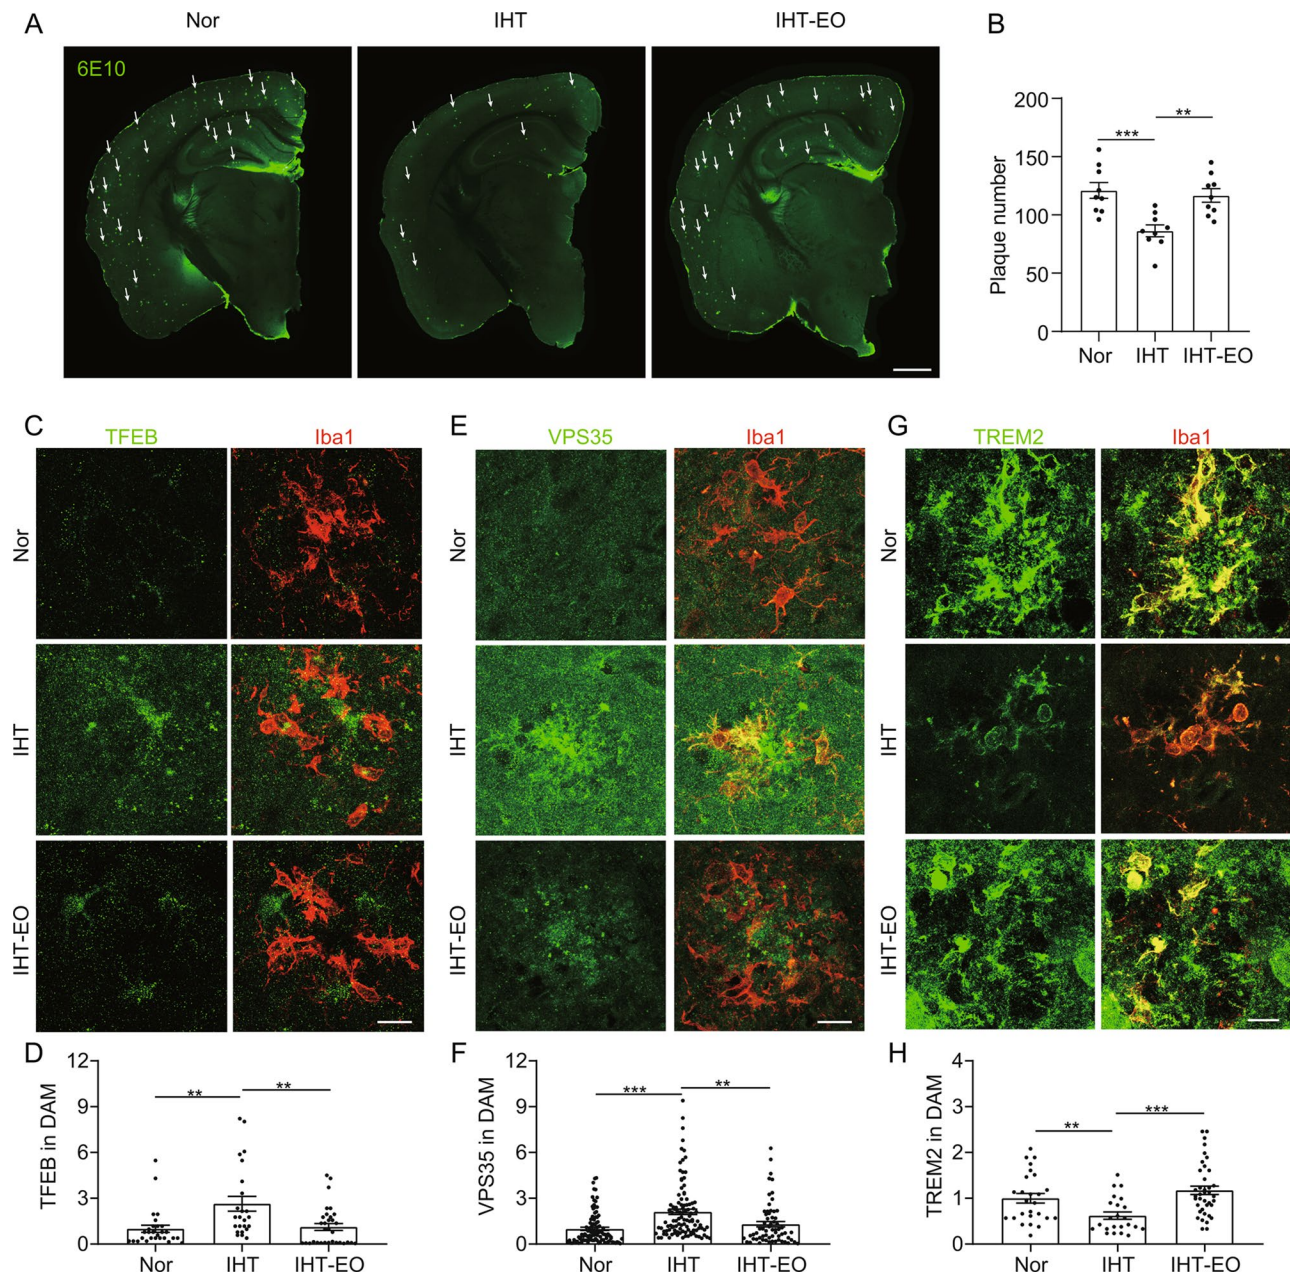 A
Nor
IHT
IHT-EO
6E10
B
Plaque number
200
150
100
50
0
***
**
Nor
IHT
IHT-EO
C
TFEB
Iba1
Nor
IHT
IHT-EO
E
VPS35
Iba1
Nor
IHT
IHT-EO
G
TREM2
Iba1
Nor
IHT
IHT-EO
D
TFEB in DAM
12
9
6
3
0
**
**
Nor
IHT
IHT-EO
F
VPS35 in DAM
12
9
6
3
0
***
**
Nor
IHT
IHT-EO
H
TREM2 in DAM
4
3
2
1
0
**
***
Nor
IHT
IHT-EO